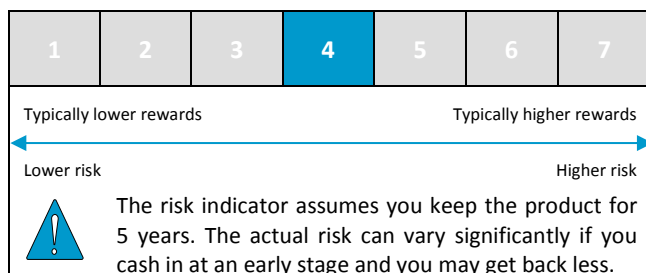 1 2 3 4 5 6 7
Typically lower rewards Typically higher rewards
Lower risk Higher risk
The risk indicator assumes you keep the product for
5 years. The actual risk can vary significantly if you
cash in at an early stage and you may get back less.